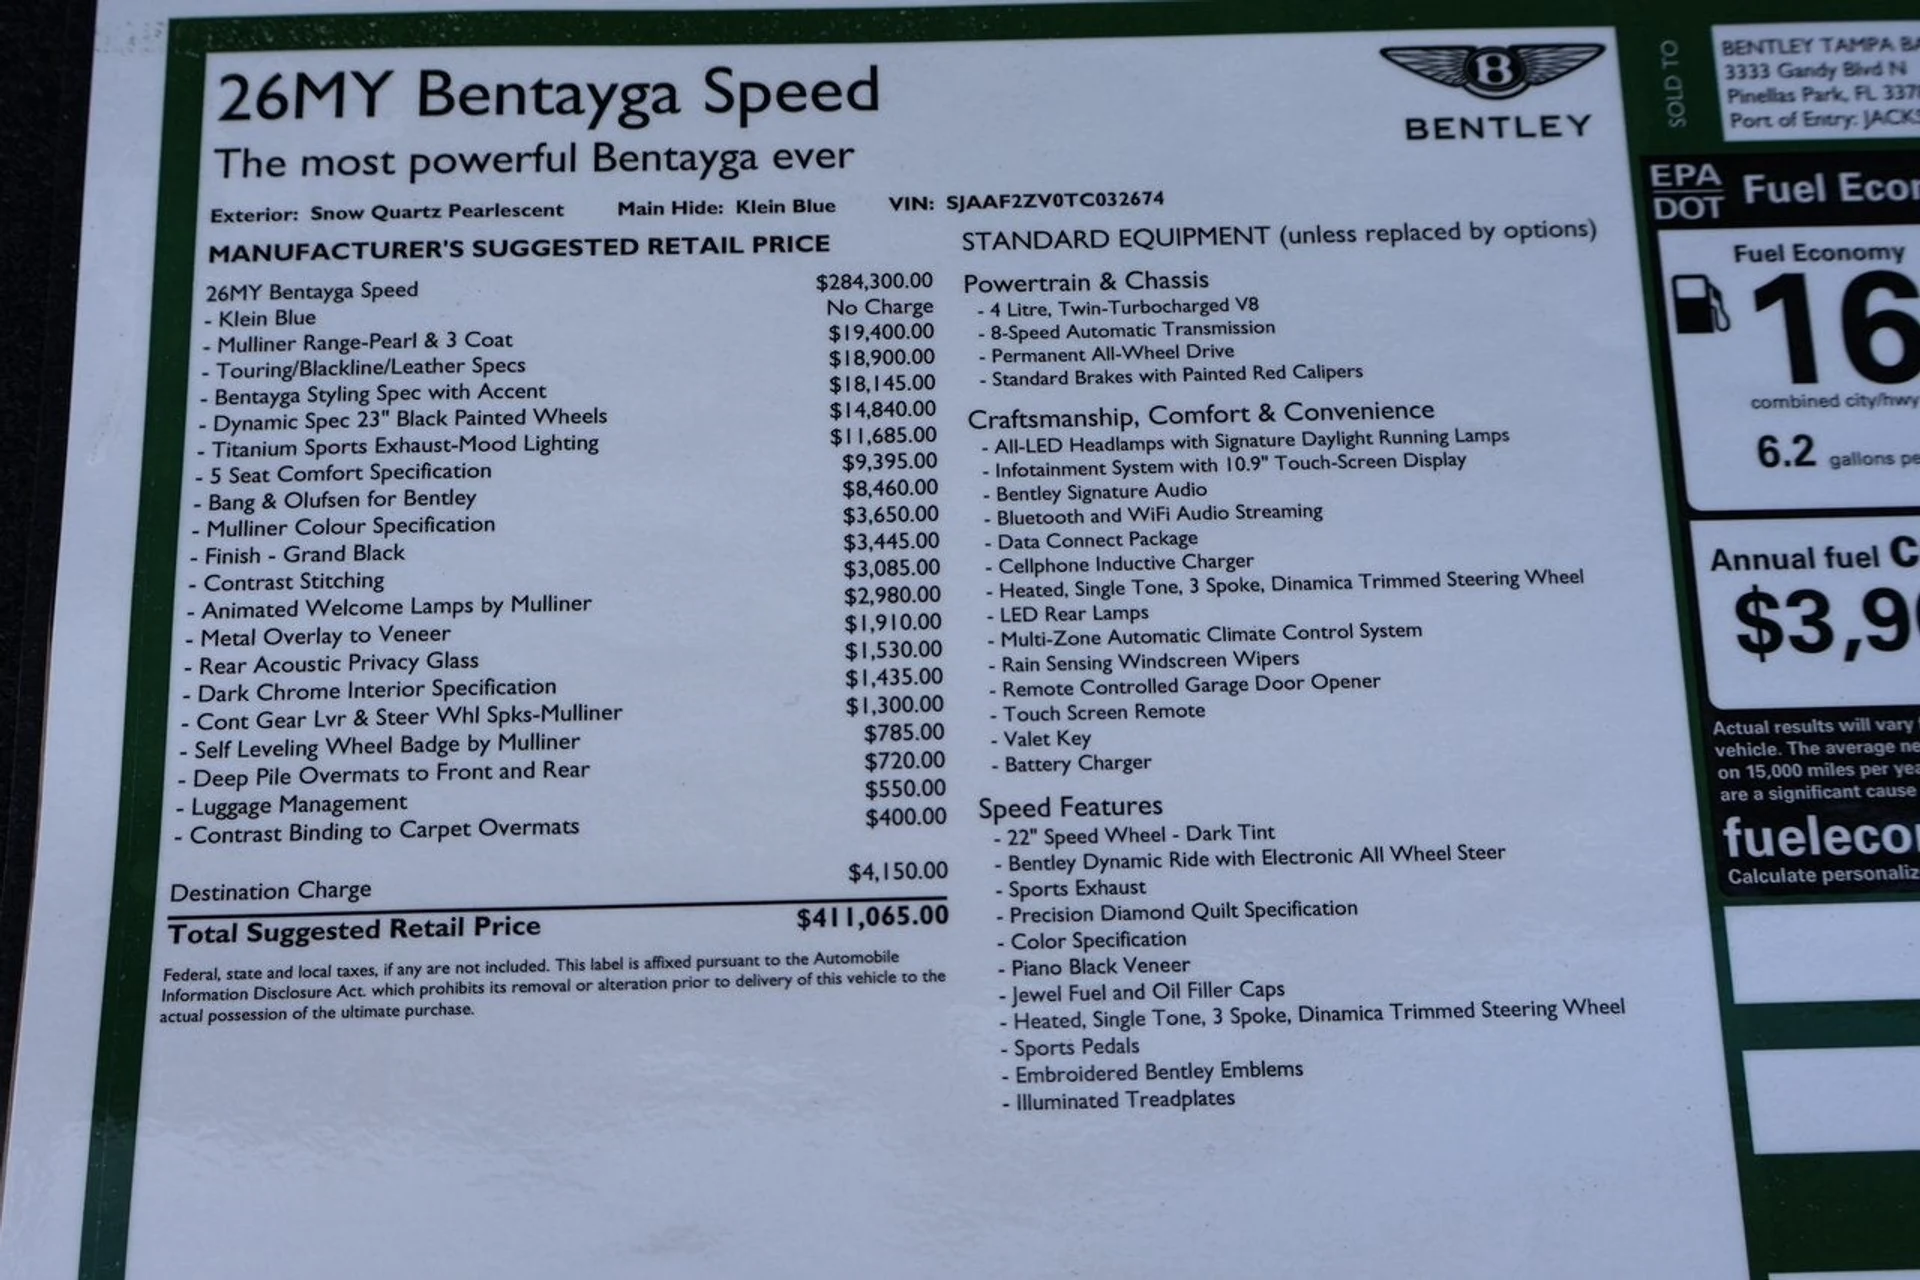 26MY Bentayga Speed
The most powerful Bentayga ever
B
BENTLEY
Exterior: Snow Quartz Pearlescent Main Hide: Klein Blue VIN: SJAAF2ZV0TC032674
MANUFACTURER'S SUGGESTED RETAIL PRICE
26MY Bentayga Speed $284,300.00
- Klein Blue No Charge
- Mulliner Range-Pearl & 3 Coat $19,400.00
- Touring/Blackline/Leather Specs $18,900.00
- Bentayga Styling Spec with Accent $18,145.00
- Dynamic Spec 23" Black Painted Wheels $14,840.00
- Titanium Sports Exhaust-Mood Lighting $11,685.00
- 5 Seat Comfort Specification $9,395.00
- Bang & Olufsen for Bentley $8,460.00
- Mulliner Colour Specification $3,650.00
- Finish - Grand Black $3,445.00
- Contrast Stitching $3,085.00
- Animated Welcome Lamps by Mulliner $2,980.00
- Metal Overlay to Veneer $1,910.00
- Rear Acoustic Privacy Glass $1,530.00
- Dark Chrome Interior Specification $1,435.00
- Cont Gear Lvr & Steer Whl Spks-Mulliner $1,300.00
- Self Leveling Wheel Badge by Mulliner $785.00
- Deep Pile Overmats to Front and Rear $720.00
- Luggage Management $550.00
- Contrast Binding to Carpet Overmats $400.00
Destination Charge $4,150.00
Total Suggested Retail Price $411,065.00
Federal, state and local taxes, if any are not included. This label is affixed pursuant to the Automobile
Information Disclosure Act. which prohibits its removal or alteration prior to delivery of this vehicle to the
actual possession of the ultimate purchase.
STANDARD EQUIPMENT (unless replaced by options)
Powertrain & Chassis
- 4 Litre, Twin-Turbocharged V8
- 8-Speed Automatic Transmission
- Permanent All-Wheel Drive
- Standard Brakes with Painted Red Calipers
Craftsmanship, Comfort & Convenience
- All-LED Headlamps with Signature Daylight Running Lamps
- Infotainment System with 10.9" Touch-Screen Display
- Bentley Signature Audio
- Bluetooth and WiFi Audio Streaming
- Data Connect Package
- Cellphone Inductive Charger
- Heated, Single Tone, 3 Spoke, Dinamica Trimmed Steering Wheel
- LED Rear Lamps
- Multi-Zone Automatic Climate Control System
- Rain Sensing Windscreen Wipers
- Remote Controlled Garage Door Opener
- Touch Screen Remote
- Valet Key
- Battery Charger
Speed Features
- 22" Speed Wheel - Dark Tint
- Bentley Dynamic Ride with Electronic All Wheel Steer
- Sports Exhaust
- Precision Diamond Quilt Specification
- Color Specification
- Piano Black Veneer
- Jewel Fuel and Oil Filler Caps
- Heated, Single Tone, 3 Spoke, Dinamica Trimmed Steering Wheel
- Sports Pedals
- Embroidered Bentley Emblems
- Illuminated Treadplates
SOLD TO
BENTLEY TAMPA
3333 Gandy Blvd N
Pinellas Park, FL
Port of Entry:
EPA
DOT
Fuel
Fuel Economy
16
combined city/hwy
6.2 gallons
Annual fuel
$3,9
Actual results will vary
vehicle. The average
on 15,000 miles per
are a significant cause
fueleco
Calculate